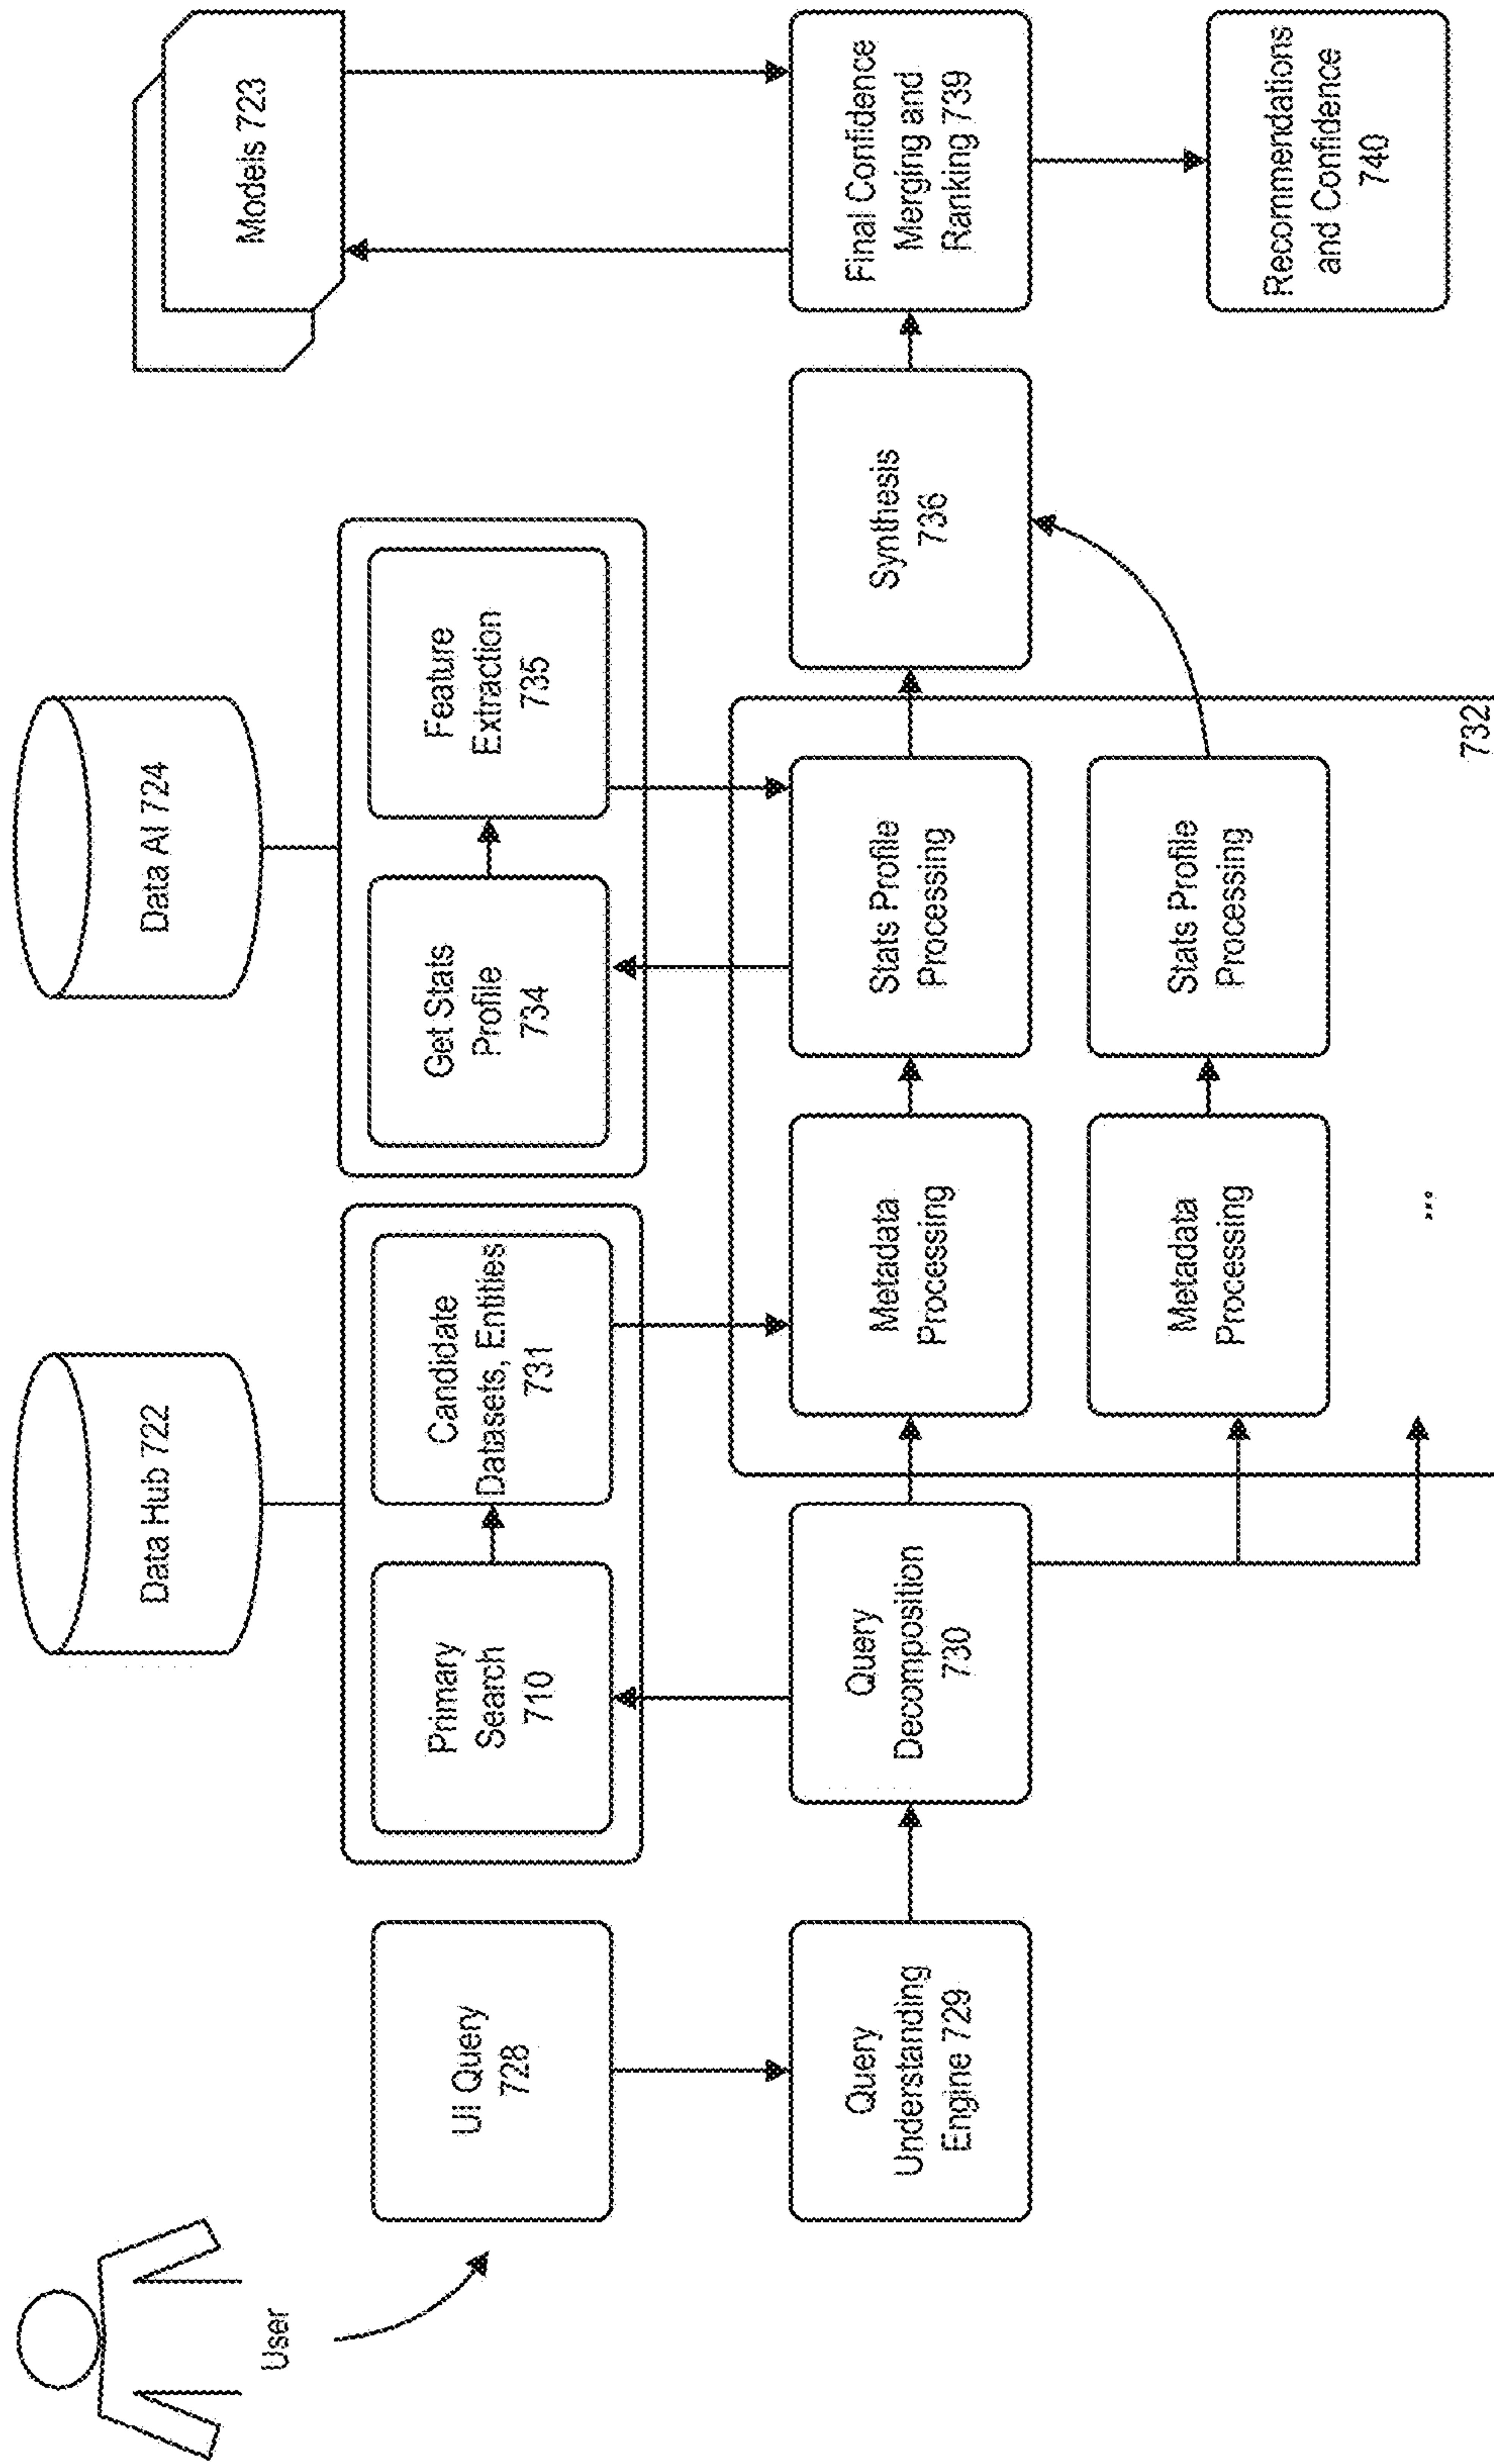 User
UI Query
728
Query
Understanding
Engine 729
Data Hub 722
Primary
Search
710
Candidate
Datasets, Entities
731
Query
Decomposition
730
Data AI 724
Get Stats
Profile
734
Feature
Extraction
735
Metadata
Processing
Stats Profile
Processing
Metadata
Processing
Stats Profile
Processing
...
732
Synthesis
736
Models 723
Final Confidence
Merging and
Ranking 739
Recommendations
and Confidence
740